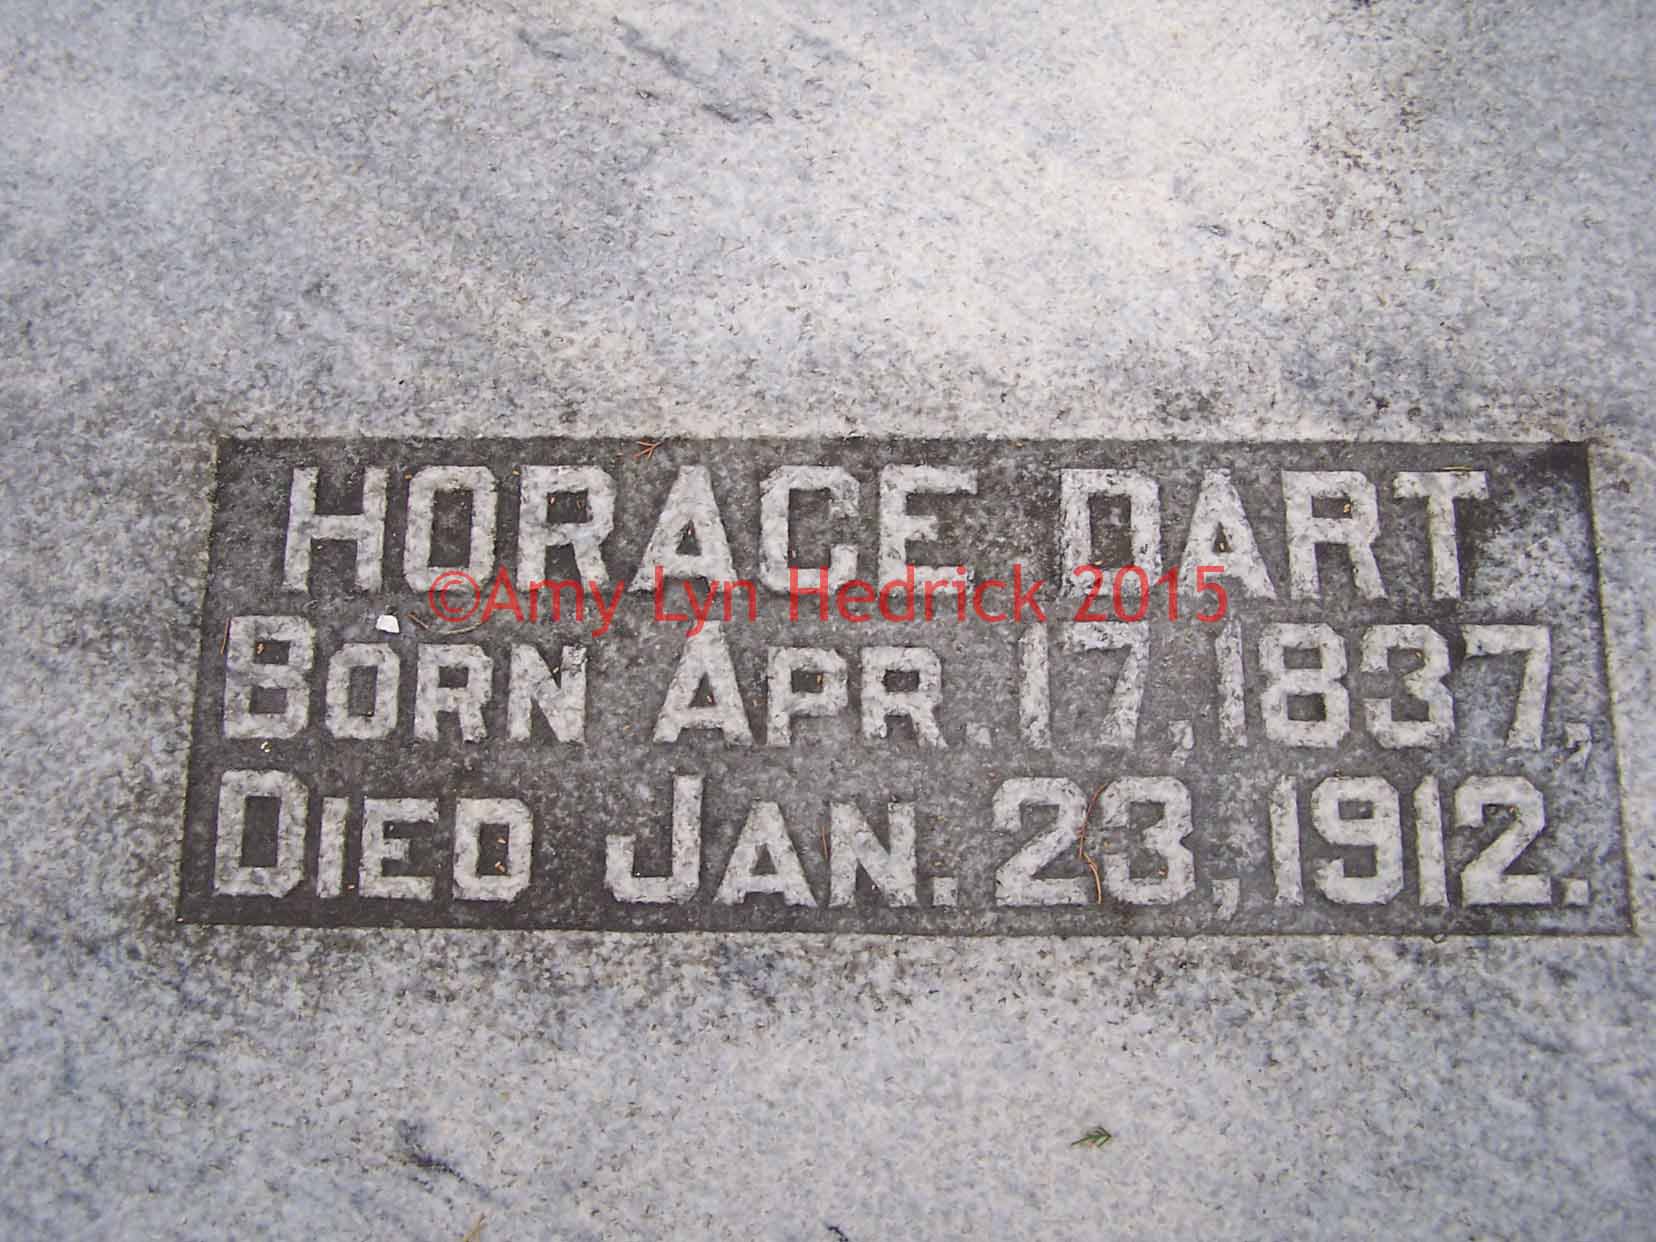 HORACE DART
©Amy Lyn Hedrick 2015
BORN APR. 17, 1837,
DIED JAN. 23, 1912.